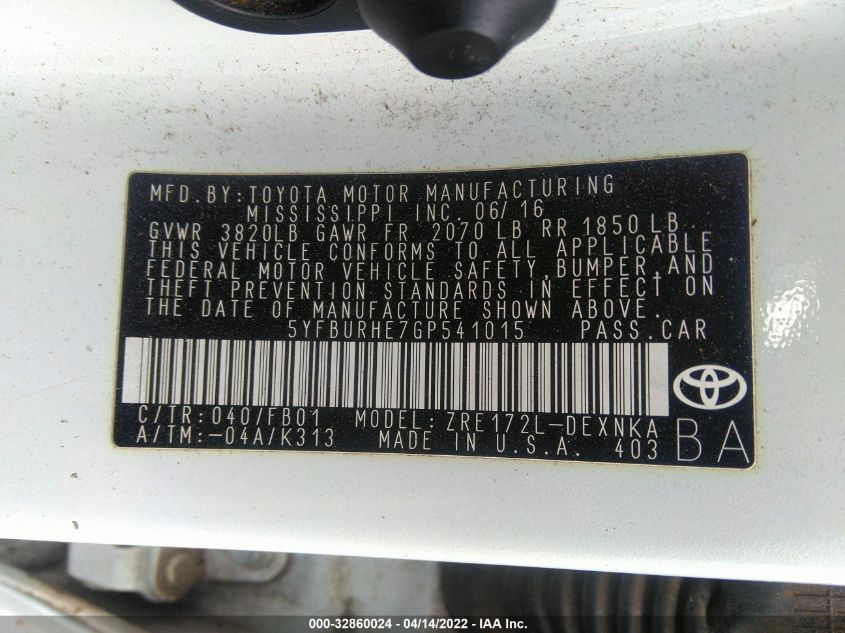 MFD.BY:TOYOTA MOTOR MANUFACTURING
MISSISSIPPI INC. 06/16
GVWR 3820LB GAWR FR 2070 LB RR 1850 LB
THIS VEHICLE CONFORMS TO ALL APPLICABLE
FEDERAL MOTOR VEHICLE SAFETY,BUMPER,AND
THEFT PREVENTION STANDARDS IN EFFECT ON
THE DATE OF MANUFACTURE SHOWN ABOVE.
5YFBURHE7GP541015 PASS.CAR
C/TR:040/FB01 MODEL:ZRE172L-DEXNKA
A/TM:-04A/K313 MADE IN U.S.A. 403
BA
000-32860024 - 04/14/2022 - IAA Inc.